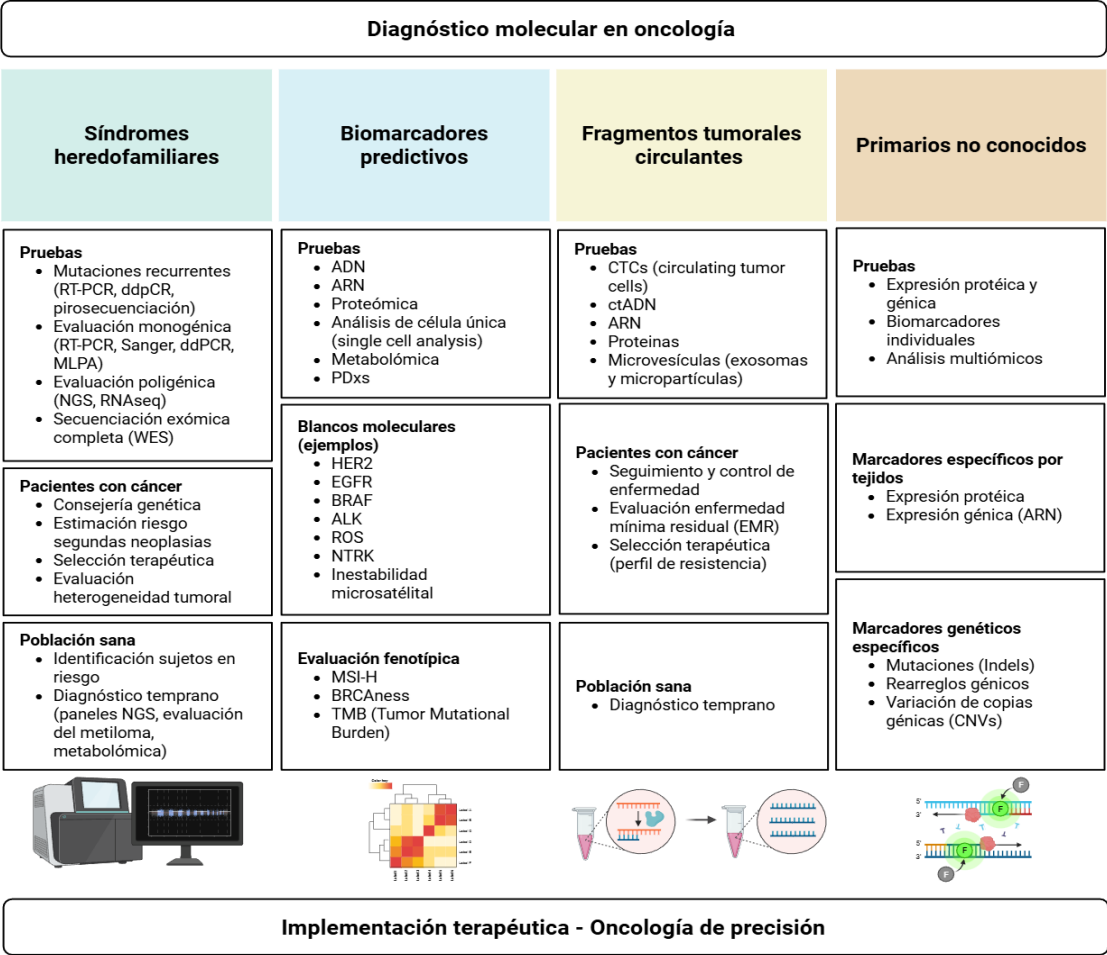 Diagnóstico molecular en oncología
Síndromes
heredofamiliares
Pruebas
• Mutaciones recurrentes
(RT-PCR, ddpCR,
pirosecuenciación)
• Evaluación monogénica
(RT-PCR, Sanger, ddPCR,
MLPA)
• Evaluación poligénica
(NGS, RNAseq)
• Secuenciación exómica
completa (WES)
Pacientes con cáncer
• Consejería genética
• Estimación riesgo
segundas neoplasias
• Selección terapéutica
• Evaluación
heterogeneidad tumoral
Población sana
• Identificación sujetos en
riesgo
• Diagnóstico temprano
(paneles NGS, evaluación
del metiloma,
metabolómica)
Biomarcadores
predictivos
Pruebas
• ADN
• ARN
• Proteómica
• Análisis de célula única
(single cell analysis)
• Metabolómica
• PDxs
Blancos moleculares
(ejemplos)
• HER2
• EGFR
• BRAF
• ALK
• ROS
• NTRK
• Inestabilidad
microsatélital
Evaluación fenotípica
• MSI-H
• BRCAness
• TMB (Tumor Mutational
Burden)
Color key
Fragmentos tumorales
circulantes
Pruebas
• CTCs (circulating tumor
cells)
• ctADN
• ARN
• Proteinas
• Microvesículas (exosomas
y micropartículas)
Pacientes con cáncer
• Seguimiento y control de
enfermedad
• Evaluación enfermedad
mínima residual (EMR)
• Selección terapéutica
(perfil de resistencia)
Población sana
• Diagnóstico temprano
Primarios no conocidos
Pruebas
• Expresión protéica y
génica
• Biomarcadores
individuales
• Análisis multiómicos
Marcadores específicos por
tejidos
• Expresión protéica
• Expresión génica (ARN)
Marcadores genéticos
específicos
• Mutaciones (Indels)
• Rearreglos génicos
• Variación de copias
génicas (CNVs)
F
5'
F
3'
5'
F
3'
F
Implementación terapéutica - Oncología de precisión